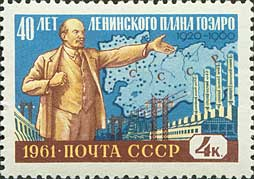 40 ЛЕТ ЛЕНИНСКОГО ПЛАНА ГОЭЛРО
1920-1960
С С С Р
1961 · ПОЧТА СССР
4К.